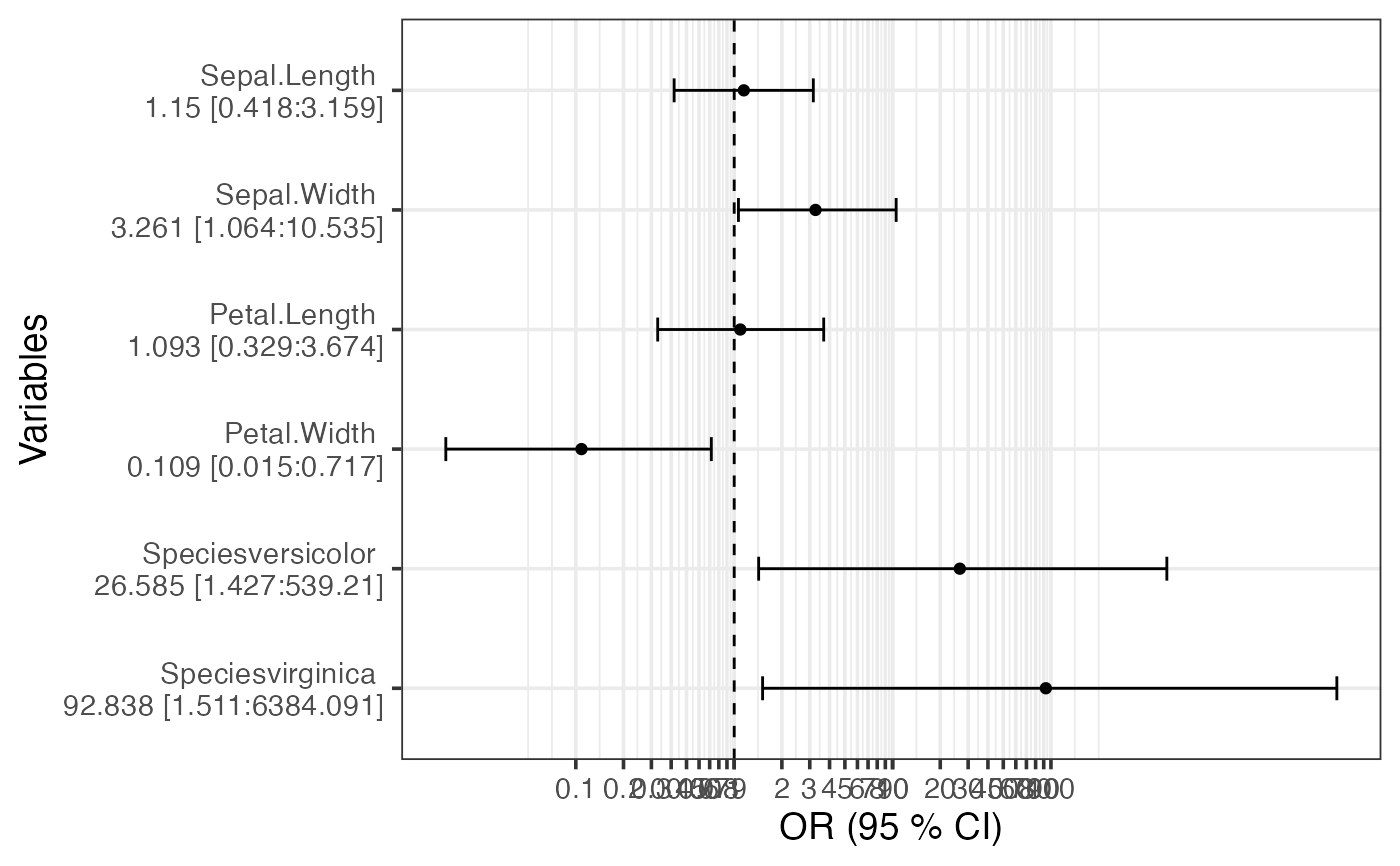 Variables
Sepal.Length
1.15 [0.418:3.159]
Sepal.Width
3.261 [1.064:10.535]
Petal.Length
1.093 [0.329:3.674]
Petal.Width
0.109 [0.015:0.717]
Speciesversicolor
26.585 [1.427:539.21]
Speciesvirginica
92.838 [1.511:6384.091]
0.1 2 3 4 5
OR (95 % CI)